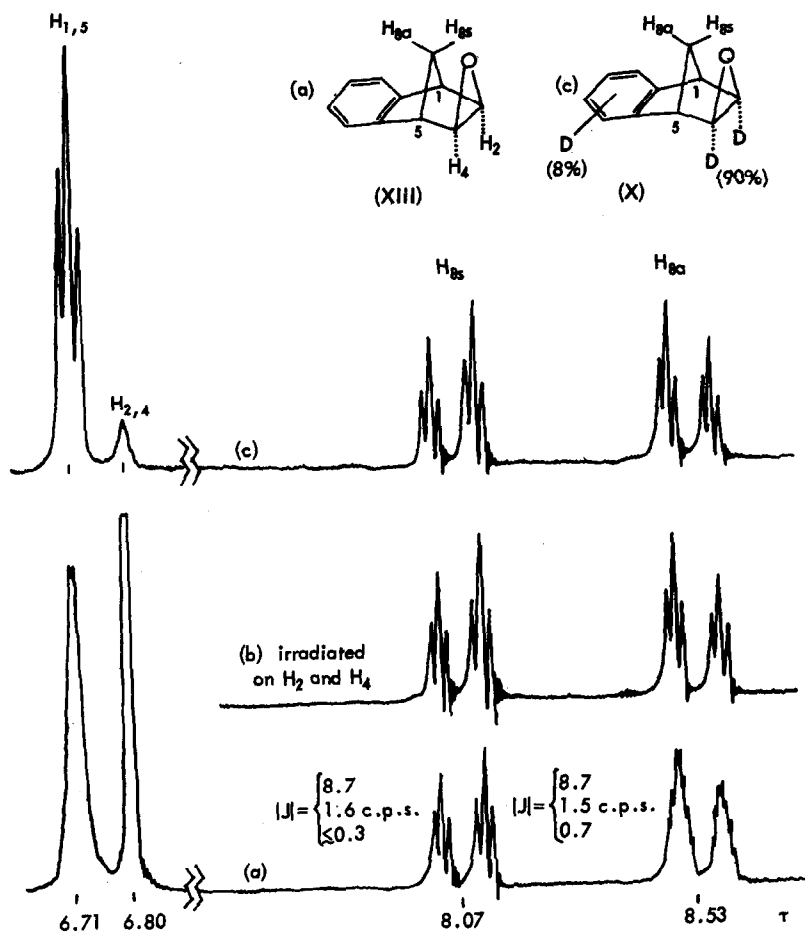 H1,5
H8a H8s
(a)
O
1
5
H2
H4
(XIII)
H8a H8s
(c)
O
1
5
D
(8%)
D
D
(90%)
(X)
H8s
H8a
H2,4
(c)
(b) irradiated
on H2 and H4
|J|= { 8.7
1.6 c.p.s.
≤0.3
|J|= { 8.7
1.5 c.p.s.
0.7
(a)
6.71 6.80 8.07 8.53 τ